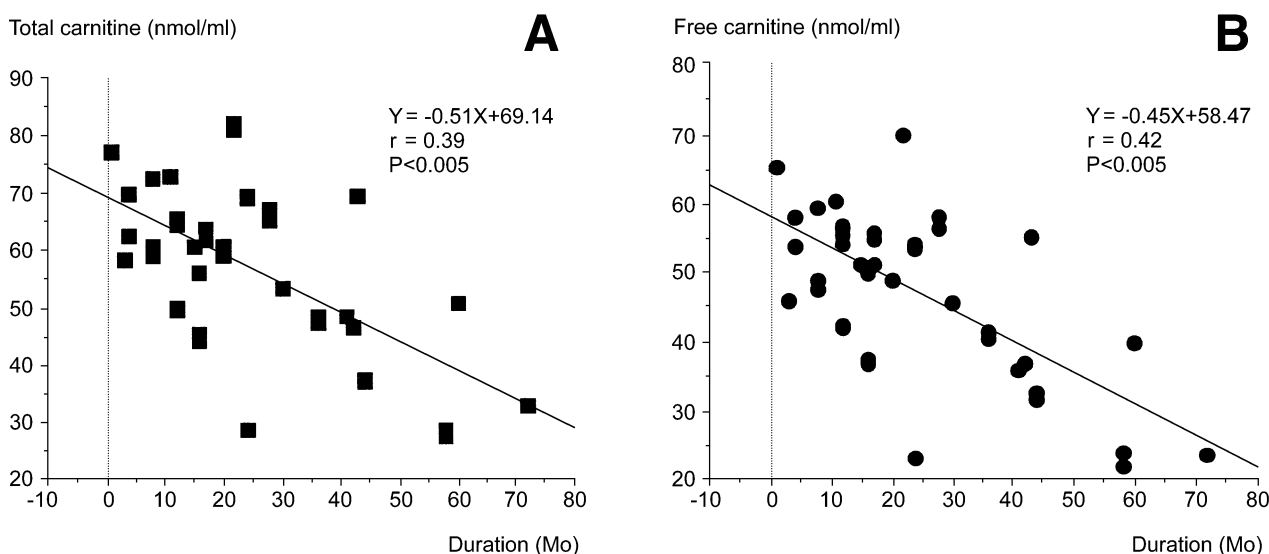 Total carnitine (nmol/ml)
A
90
80
70
60
50
40
30
20
Y = -0.51X+69.14
r = 0.39
P<0.005
-10 0 10 20 30 40 50 60 70 80
Duration (Mo)
Free carnitine (nmol/ml)
B
80
70
60
50
40
30
20
Y = -0.45X+58.47
r = 0.42
P<0.005
-10 0 10 20 30 40 50 60 70 80
Duration (Mo)